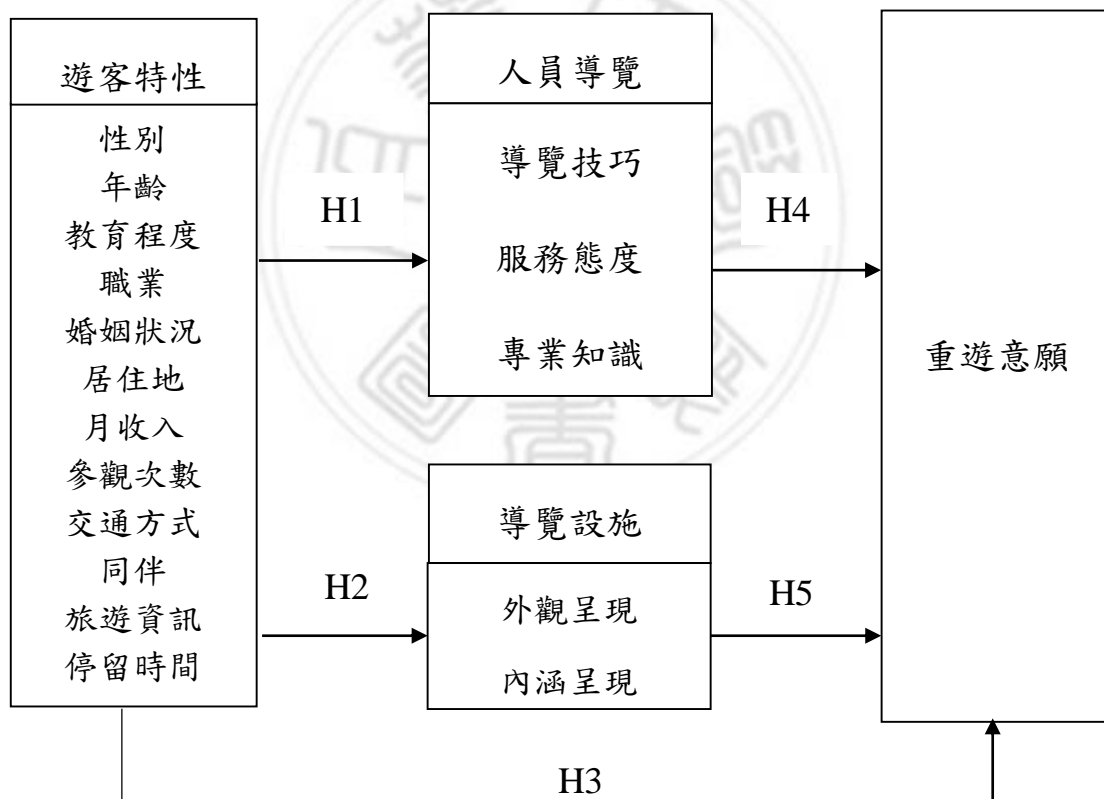 遊客特性
性別
年齡
教育程度
職業
婚姻狀況
居住地
月收入
參觀次數
交通方式
同伴
旅遊資訊
停留時間
H1
H2
人員導覽
導覽技巧
服務態度
專業知識
導覽設施
外觀呈現
內涵呈現
H4
H5
重遊意願
H3